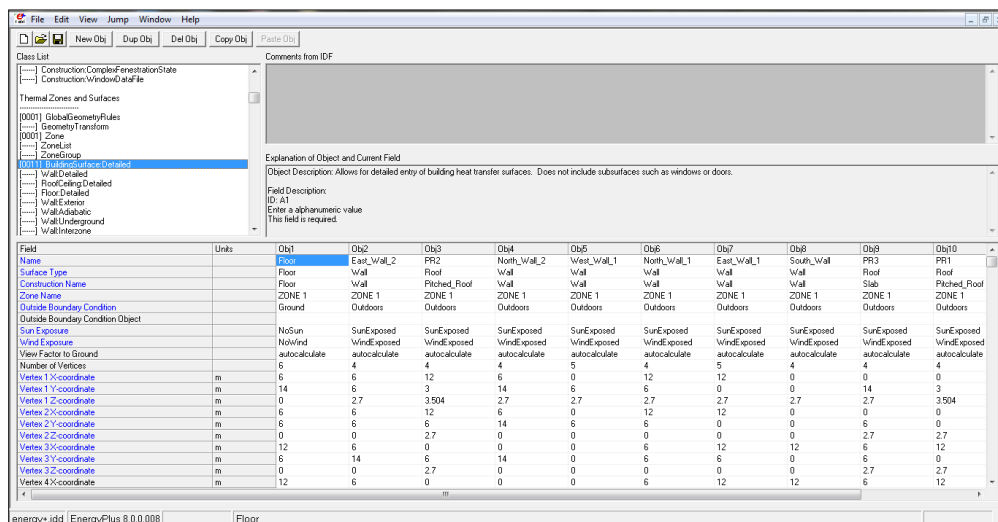 File Edit View Jump Window Help
New Obj Dup Obj Del Obj Copy Obj Paste Obj
Class List
[------] Construction:ComplexFenestrationState
[------] Construction:WindowDataFile
Thermal Zones and Surfaces
--------------------------
[0001] GlobalGeometryRules
[------] GeometryTransform
[0001] Zone
[------] ZoneList
[------] ZoneGroup
[0011] BuildingSurface:Detailed
[------] Wall:Detailed
[------] RoofCeiling:Detailed
[------] Floor:Detailed
[------] Wall:Exterior
[------] Wall:Adiabatic
[------] Wall:Underground
[------] Wall:Interzone
Comments from IDF
Explanation of Object and Current Field
Object Description: Allows for detailed entry of building heat transfer surfaces. Does not include subsurfaces such as windows or doors.
Field Description:
ID: A1
Enter a alphanumeric value
This field is required.
Field Units Obj1 Obj2 Obj3 Obj4 Obj5 Obj6 Obj7 Obj8 Obj9 Obj10
Name Floor East_Wall_2 PR2 North_Wall_2 West_Wall_1 North_Wall_1 East_Wall_1 South_Wall PR3 PR1
Surface Type Floor Wall Roof Wall Wall Wall Wall Wall Roof Roof
Construction Name Floor Wall Pitched_Roof Wall Wall Wall Wall Wall Slab Pitched_Roof
Zone Name ZONE 1 ZONE 1 ZONE 1 ZONE 1 ZONE 1 ZONE 1 ZONE 1 ZONE 1 ZONE 1 ZONE 1
Outside Boundary Condition Ground Outdoors Outdoors Outdoors Outdoors Outdoors Outdoors Outdoors Outdoors Outdoors
Outside Boundary Condition Object
Sun Exposure NoSun SunExposed SunExposed SunExposed SunExposed SunExposed SunExposed SunExposed SunExposed SunExposed
Wind Exposure NoWind WindExposed WindExposed WindExposed WindExposed WindExposed WindExposed WindExposed WindExposed WindExposed
View Factor to Ground autocalculate autocalculate autocalculate autocalculate autocalculate autocalculate autocalculate autocalculate autocalculate autocalculate
Number of Vertices 6 4 4 4 5 4 5 4 4 4
Vertex 1 X-coordinate m 6 6 12 6 0 12 12 0 0 0
Vertex 1 Y-coordinate m 14 6 3 14 6 6 0 0 14 3
Vertex 1 Z-coordinate m 0 2.7 3.504 2.7 2.7 2.7 2.7 2.7 2.7 3.504
Vertex 2 X-coordinate m 6 6 12 6 0 12 12 0 0 0
Vertex 2 Y-coordinate m 6 6 6 14 6 6 0 0 6 0
Vertex 2 Z-coordinate m 0 0 2.7 0 0 0 0 0 2.7 2.7
Vertex 3 X-coordinate m 12 6 0 0 0 6 12 12 6 12
Vertex 3 Y-coordinate m 6 14 6 14 0 6 6 0 6 0
Vertex 3 Z-coordinate m 0 0 2.7 0 0 0 0 0 2.7 2.7
Vertex 4 X-coordinate m 12 6 0 0 0 6 12 12 6 12
energy+.idd EnergyPlus 8.0.0.008 Floor